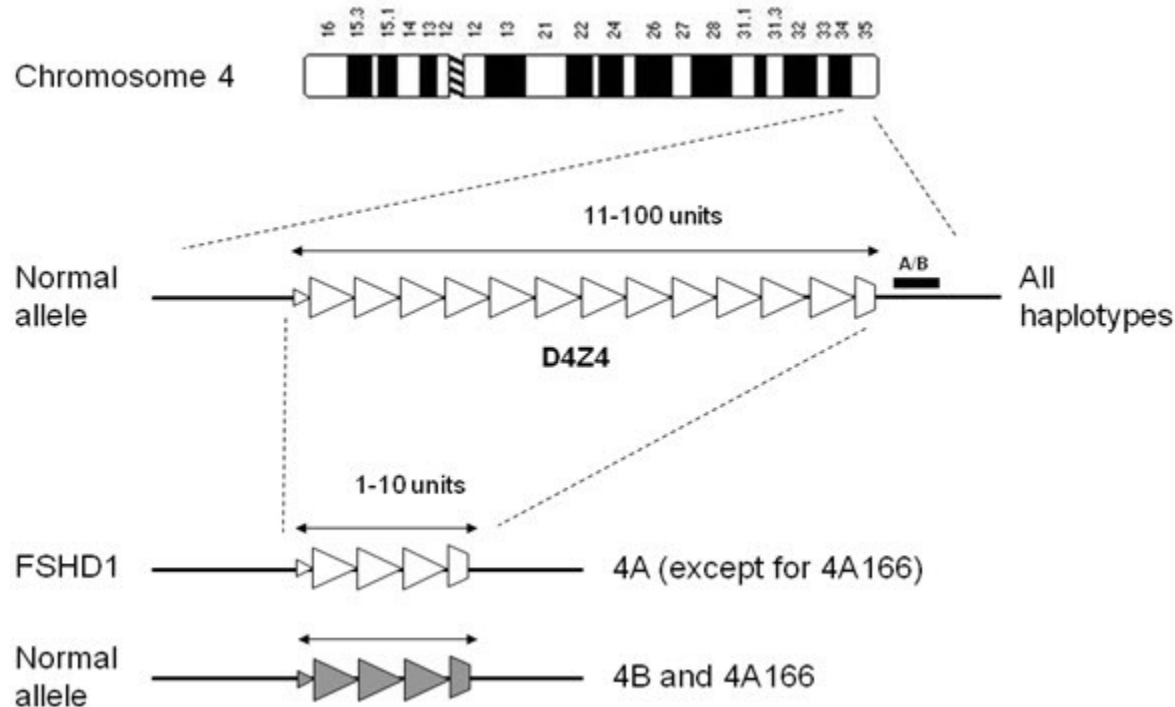 16 15.3 15.1 14 13 12 12 13 21 22 24 26 27 28 31.1 31.3 32 33 34 35
Chromosome 4
11-100 units
A/B
Normal
allele
All
haplotypes
D4Z4
1-10 units
FSHD1
4A (except for 4A166)
Normal
allele
4B and 4A166